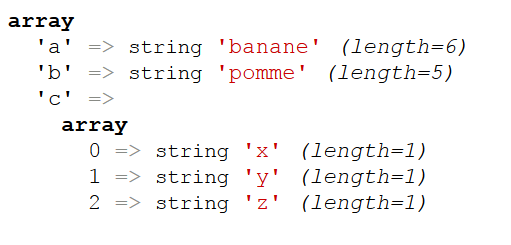 array
  'a' => string 'banane' (length=6)
  'b' => string 'pomme' (length=5)
  'c' =>
    array
      0 => string 'x' (length=1)
      1 => string 'y' (length=1)
      2 => string 'z' (length=1)